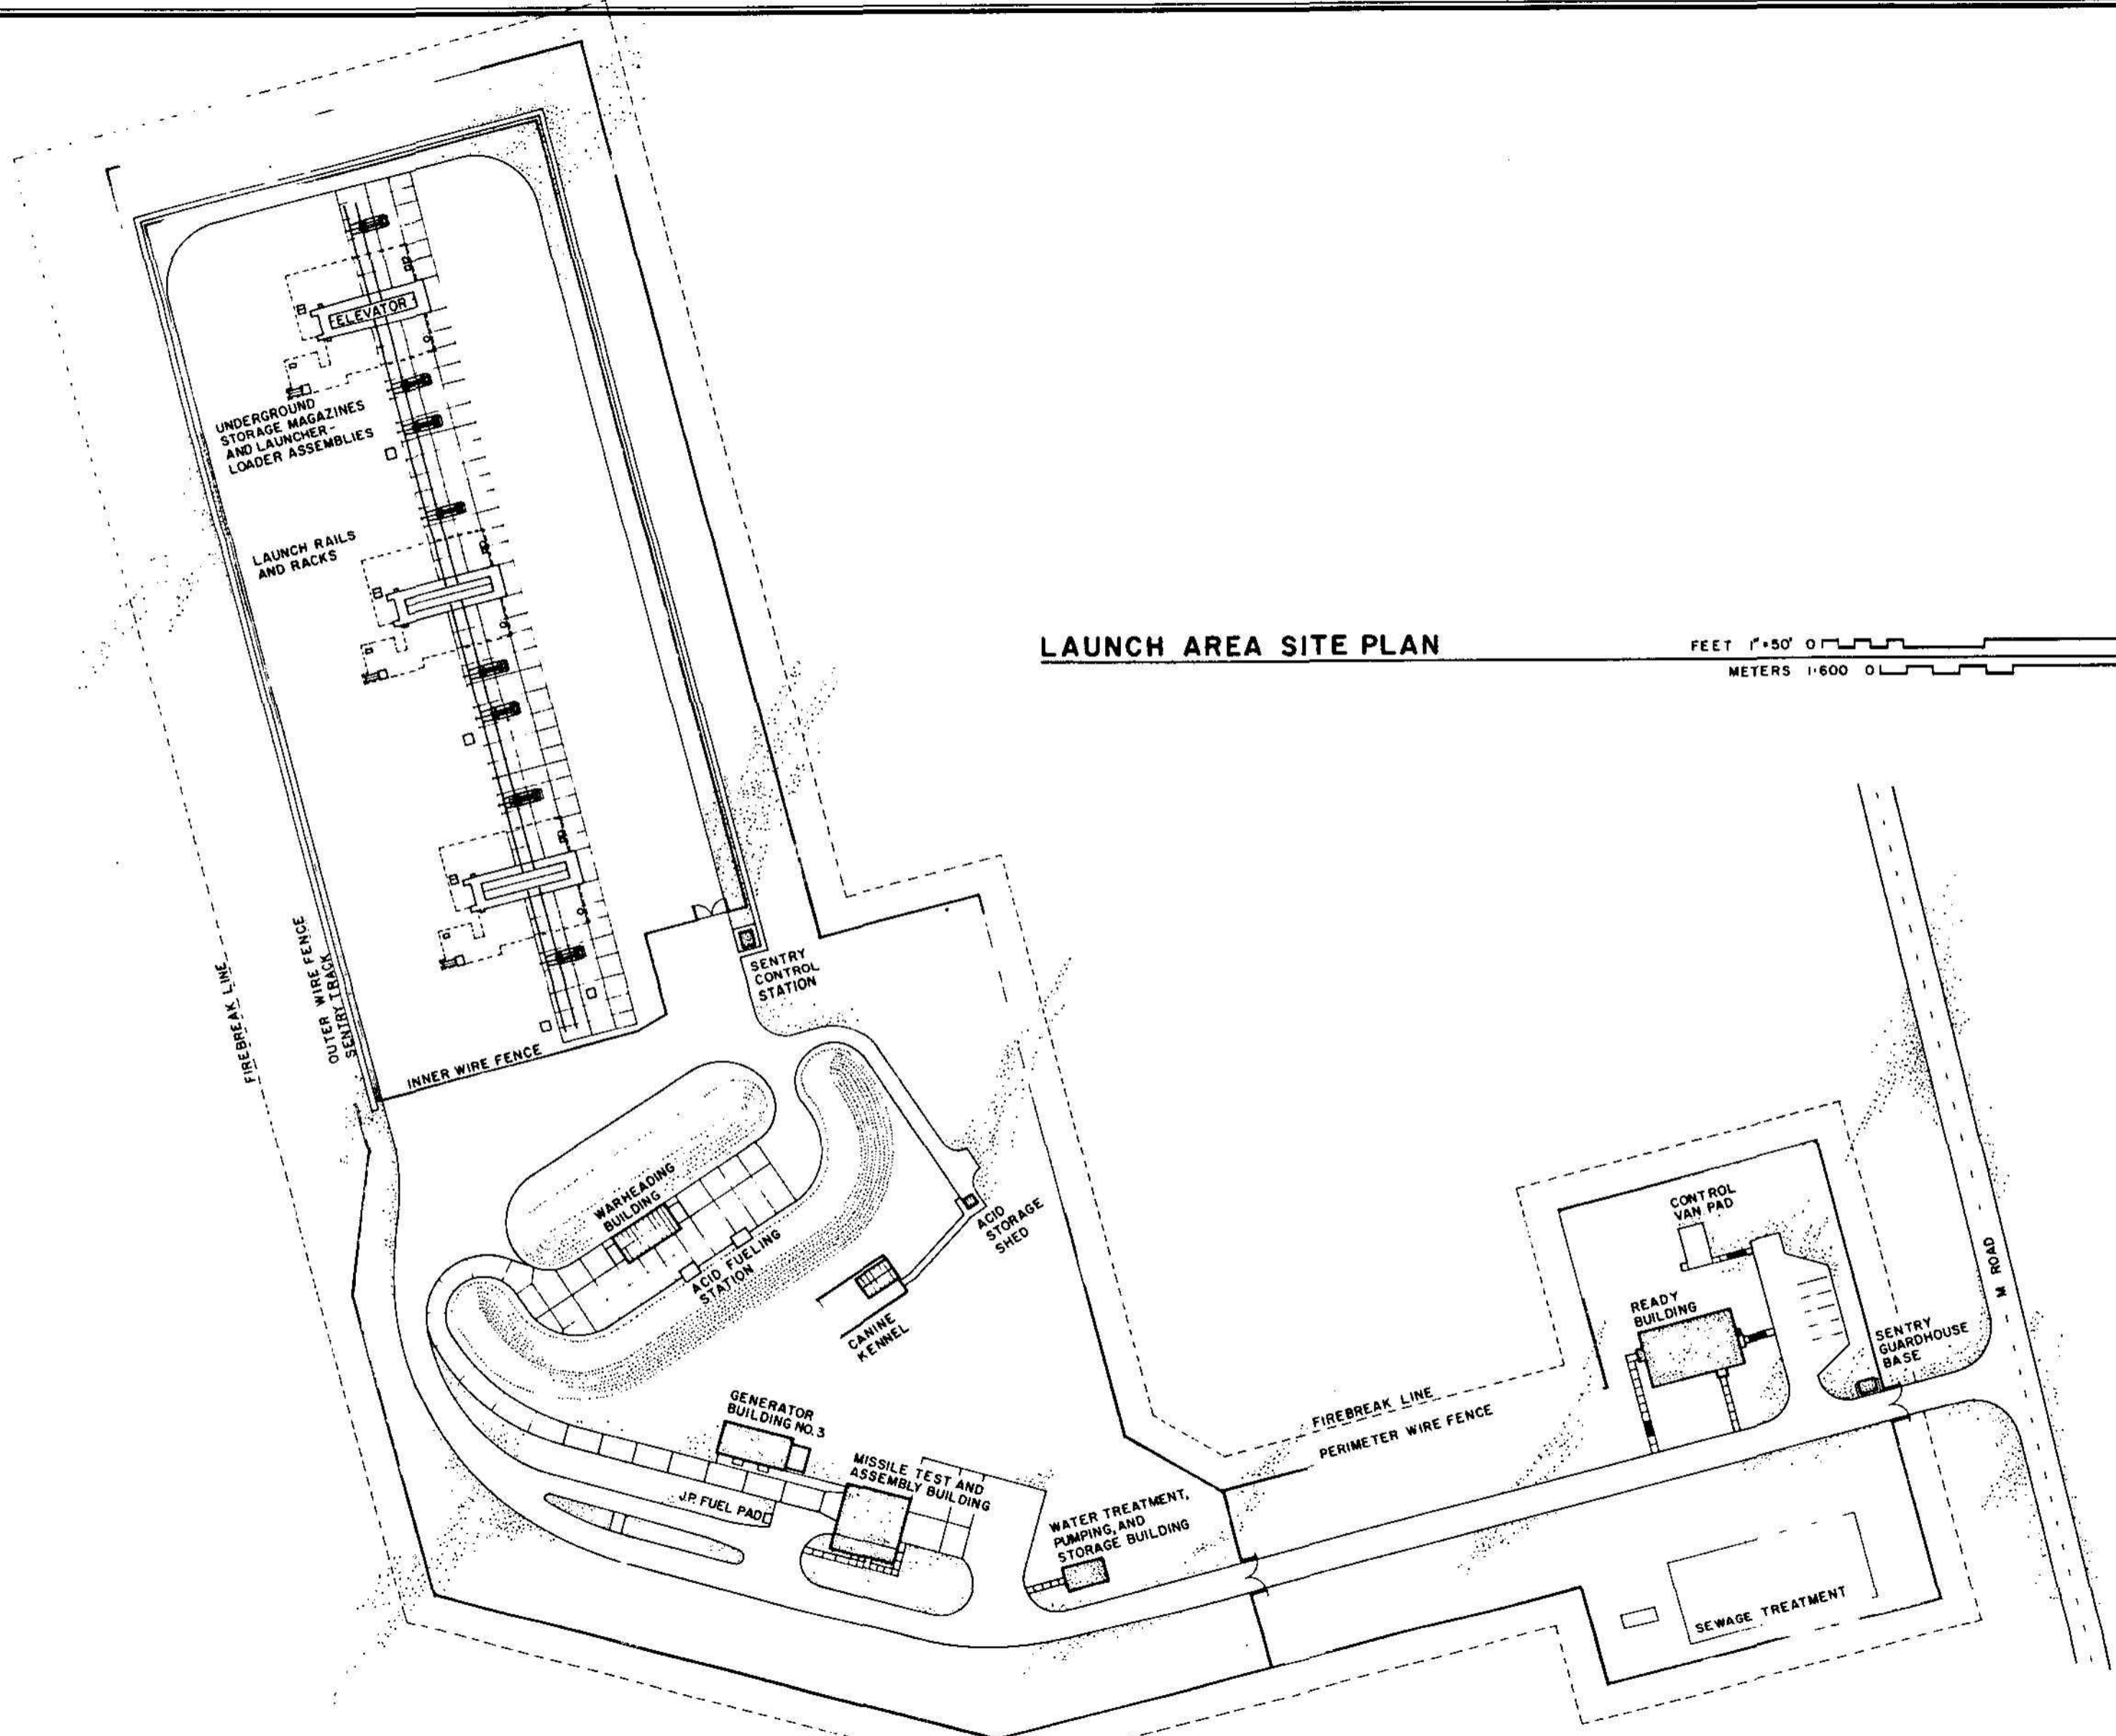 ELEVATOR
UNDERGROUND
STORAGE MAGAZINES
AND LAUNCHER-
LOADER ASSEMBLIES
LAUNCH RAILS
AND RACKS
LAUNCH AREA SITE PLAN
FEET 1"=50' 0
METERS 1:600 0
FIREBREAK LINE
OUTER WIRE FENCE
SENTRY TRACK
INNER WIRE FENCE
SENTRY
CONTROL
STATION
WARHEADING
BUILDING
ACID FUELING
STATION
ACID
STORAGE
SHED
CANINE
KENNEL
CONTROL
VAN PAD
READY
BUILDING
M ROAD
SENTRY
GUARDHOUSE
BASE
GENERATOR
BUILDING NO. 3
MISSILE TEST AND
ASSEMBLY BUILDING
J.P. FUEL PAD
WATER TREATMENT,
PUMPING, AND
STORAGE BUILDING
FIREBREAK LINE
PERIMETER WIRE FENCE
SEWAGE TREATMENT